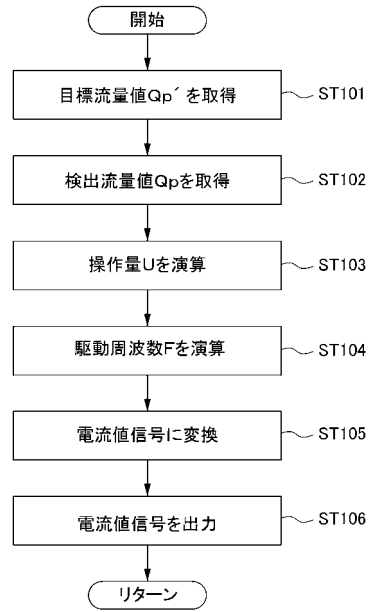 開始
目標流量値Qp´を取得
ST101
検出流量値Qpを取得
ST102
操作量Uを演算
ST103
駆動周波数Fを演算
ST104
電流値信号に変換
ST105
電流値信号を出力
ST106
リターン